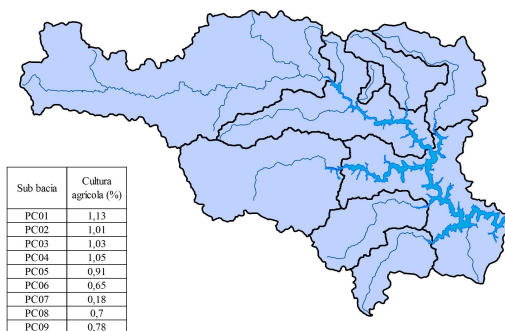 Sub bacia Cultura agrícola (%)
PC01 1,13
PC02 1,01
PC03 1,03
PC04 1,05
PC05 0,91
PC06 0,65
PC07 0,18
PC08 0,7
PC09 0,78